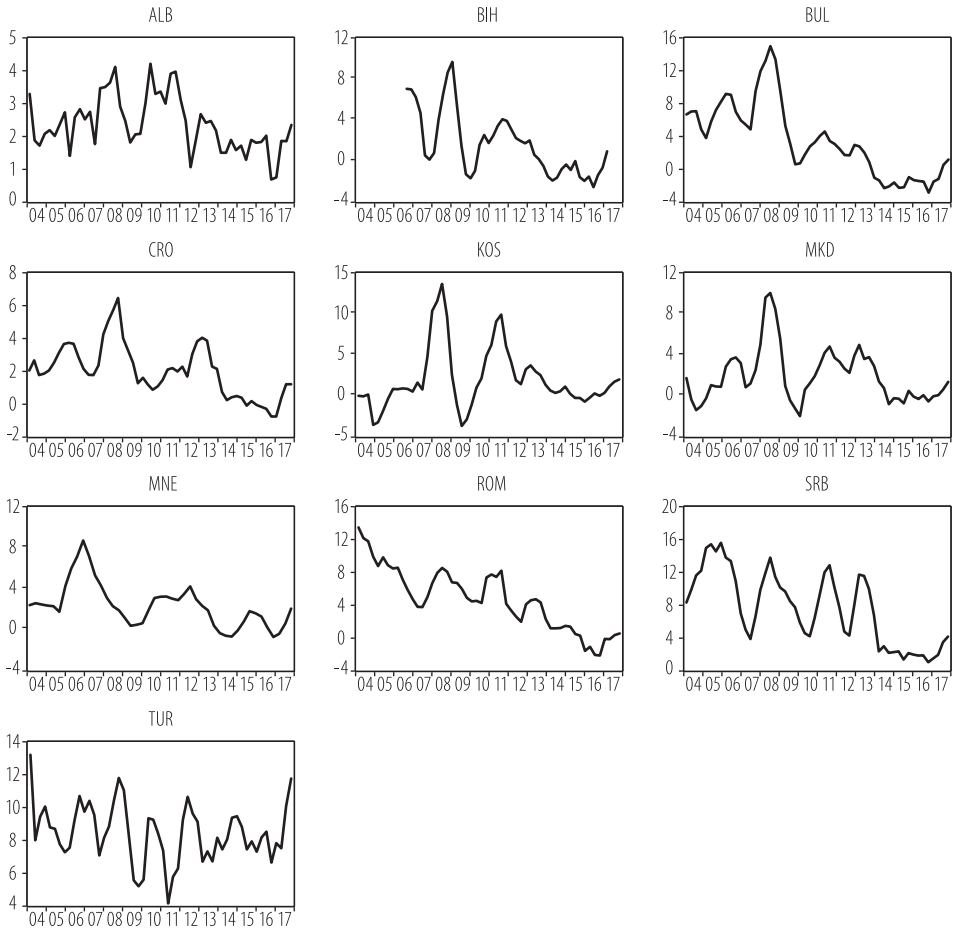 ALB BIH BUL
5 12 16
4 8 12
3 4 8
2 0 4
1 0
0 –4 –4
04 05 06 07 08 09 10 11 12 13 14 15 16 17 04 05 06 07 08 09 10 11 12 13 14 15 16 17 04 05 06 07 08 09 10 11 12 13 14 15 16 17
CRO KOS MKD
8 15 12
6 10 8
4 5 4
2 0 0
0
–2 –5 –4
04 05 06 07 08 09 10 11 12 13 14 15 16 17 04 05 06 07 08 09 10 11 12 13 14 15 16 17 04 05 06 07 08 09 10 11 12 13 14 15 16 17
MNE ROM SRB
12 16 20
8 12 16
4 8 12
0 4 8
0 4
–4 –4 0
04 05 06 07 08 09 10 11 12 13 14 15 16 17 04 05 06 07 08 09 10 11 12 13 14 15 16 17 04 05 06 07 08 09 10 11 12 13 14 15 16 17
TUR
14
12
10
8
6
4
04 05 06 07 08 09 10 11 12 13 14 15 16 17